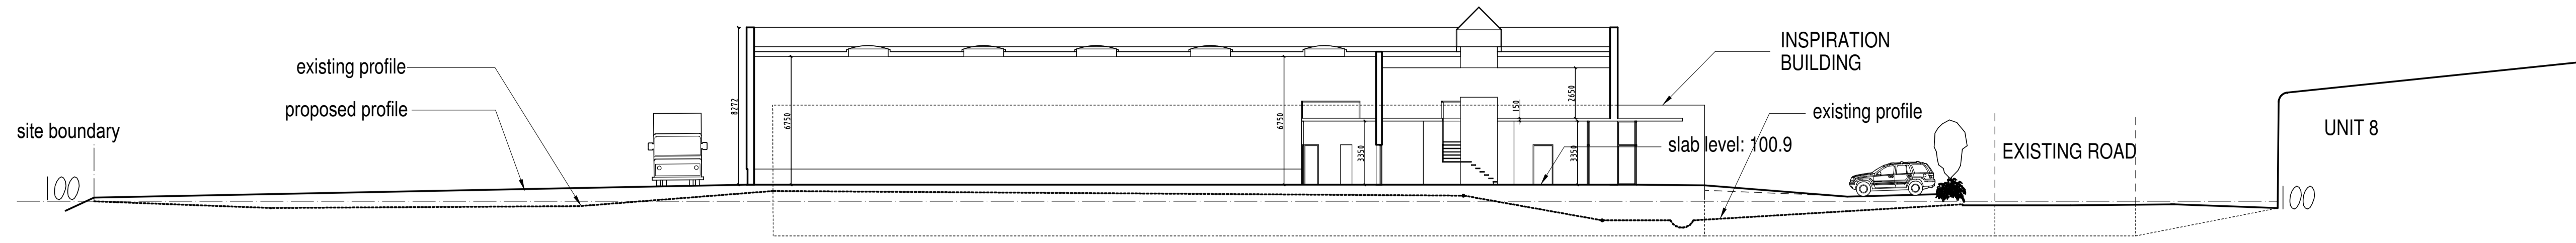 existing profile
proposed profile
site boundary
100
8272
6750
6750
3350
150
2650
3350
INSPIRATION
BUILDING
existing profile
slab level: 100.9
EXISTING ROAD
UNIT 8
100